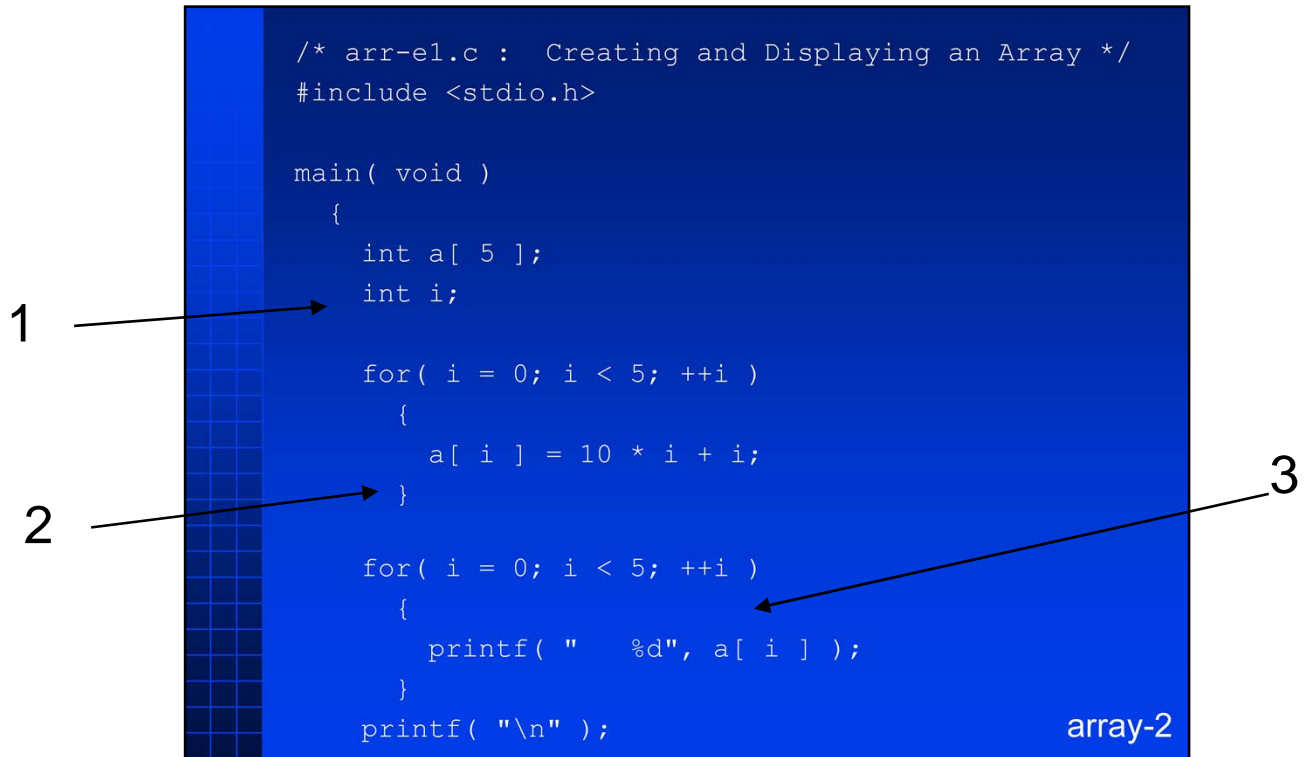 /* arr-e1.c :  Creating and Displaying an Array */
#include <stdio.h>
main( void )
{
int a[ 5 ];
int i;
1
for( i = 0; i < 5; ++i )
{
a[ i ] = 10 * i + i;
}
2
3
for( i = 0; i < 5; ++i )
{
printf( "   %d", a[ i ] );
}
printf( "\n" );
array-2